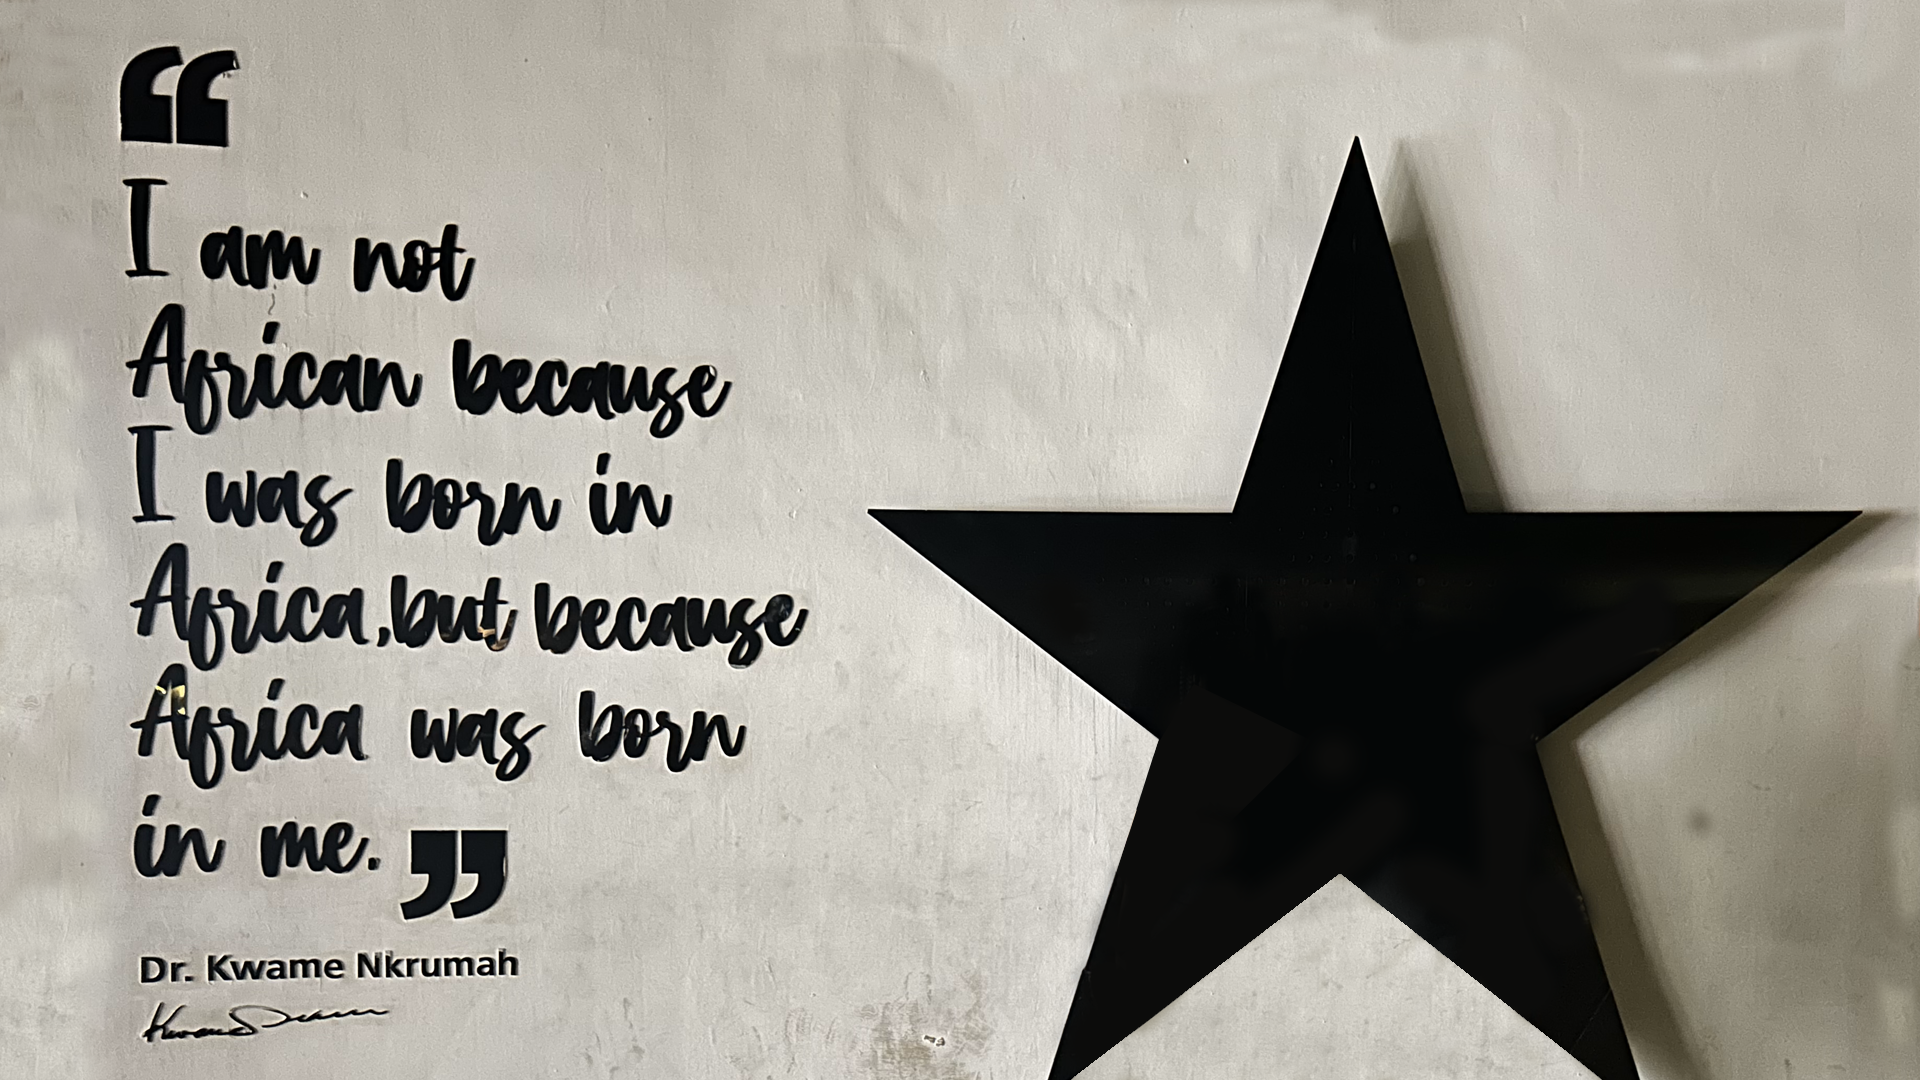 “
I am not
African because
I was born in
Africa,but because
Africa was born
in me.”
Dr. Kwame Nkrumah